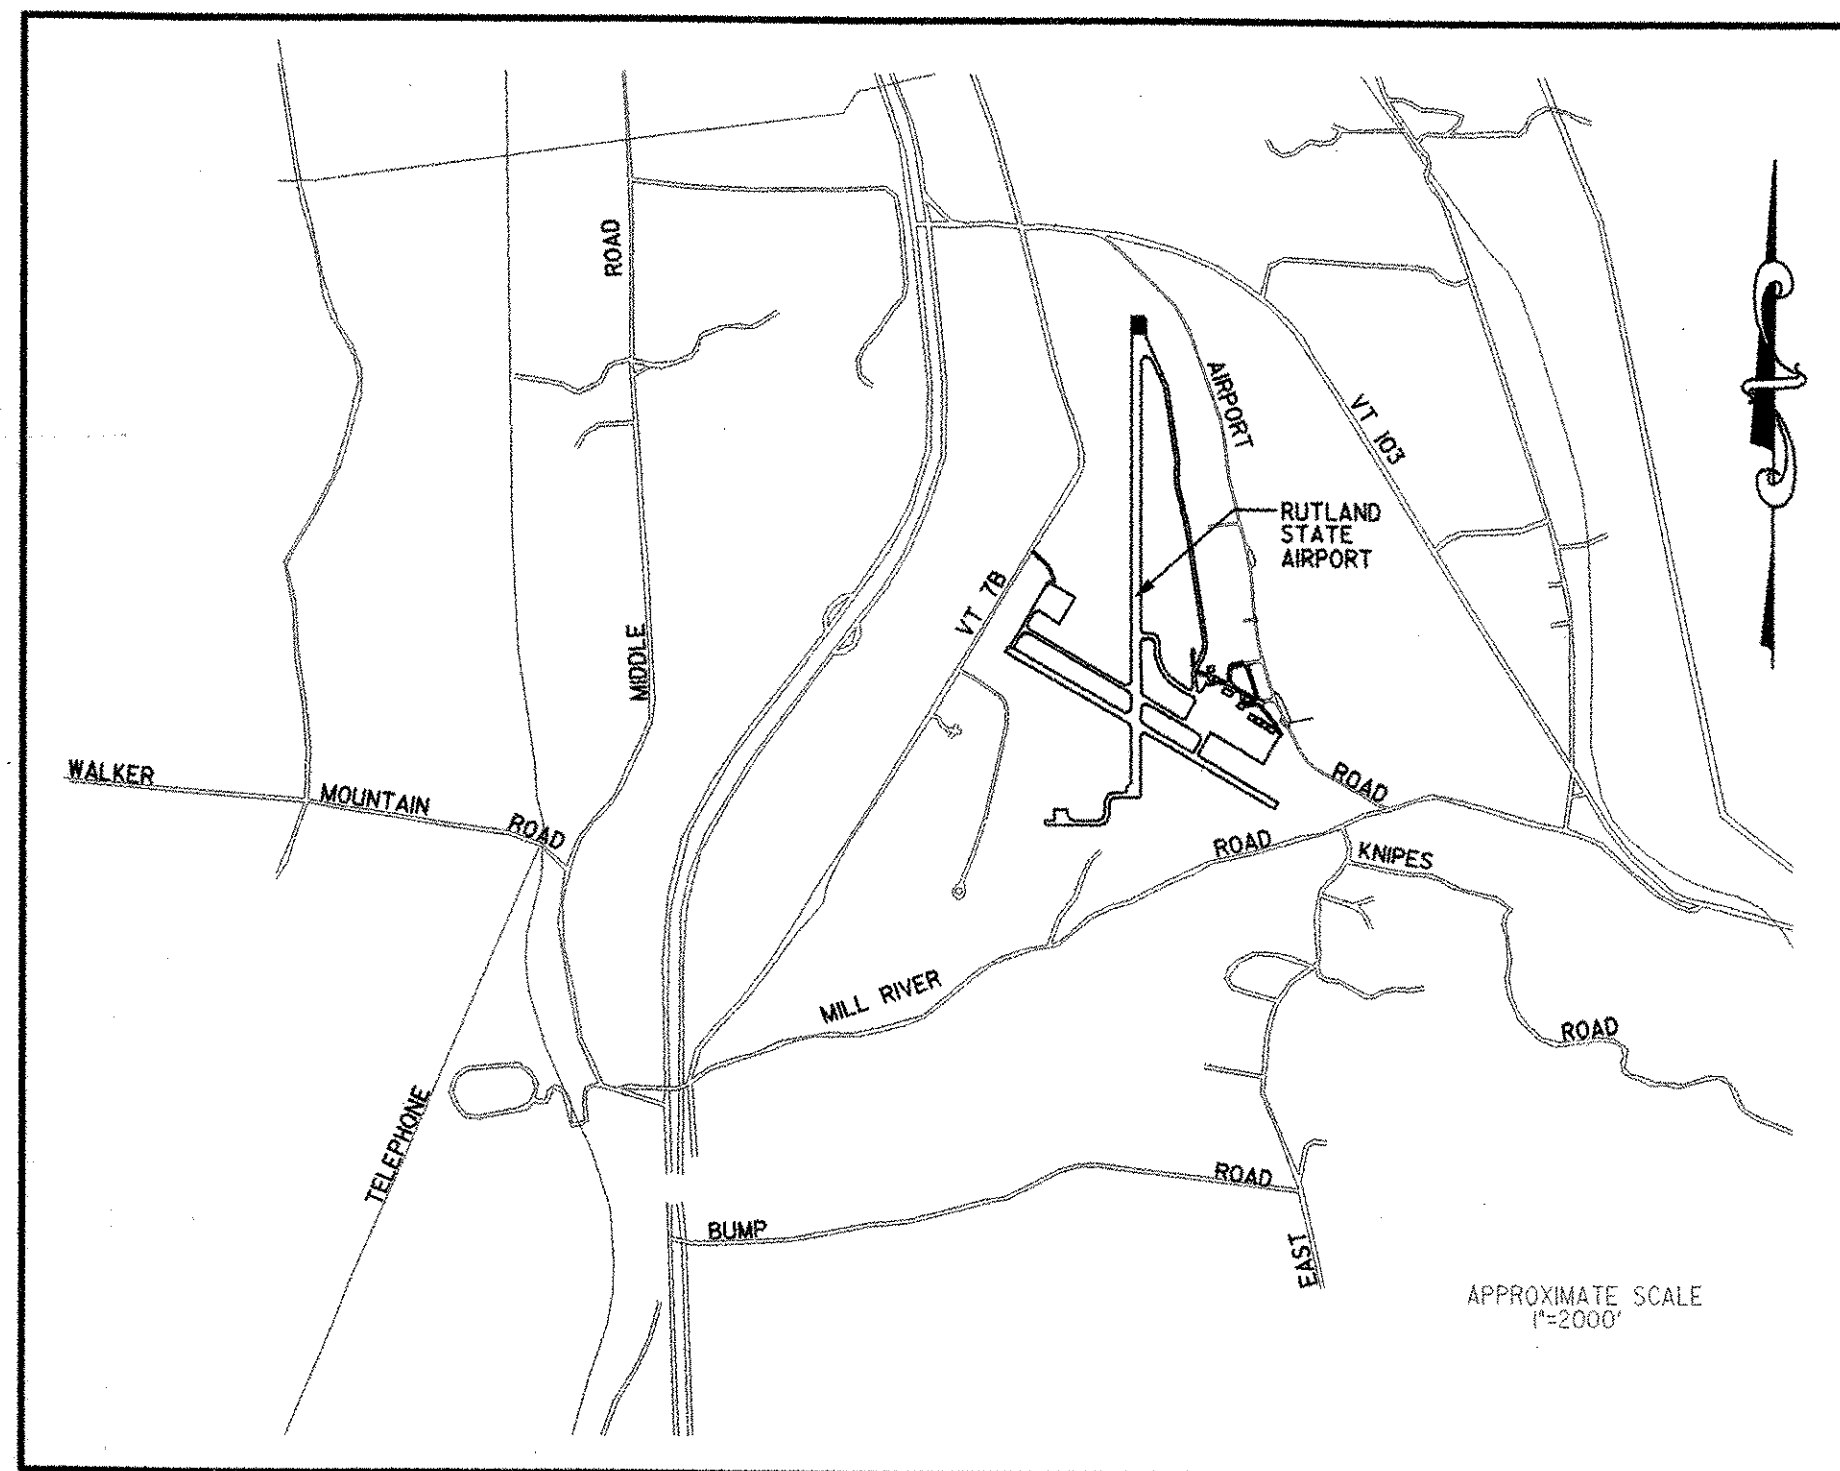 ROAD
AIRPORT
VT 103
RUTLAND
STATE
AIRPORT
VT 7B
MIDDLE
WALKER
MOUNTAIN
ROAD
ROAD
ROAD
KNIPES
MILL RIVER
ROAD
TELEPHONE
ROAD
BUMP
EAST
APPROXIMATE SCALE
1"=2000'